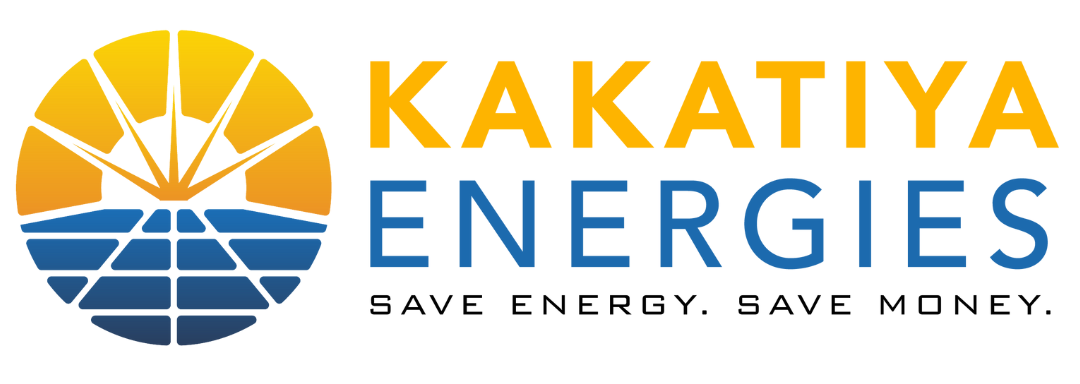 KAKATIYA
ENERGIES
SAVE ENERGY. SAVE MONEY.